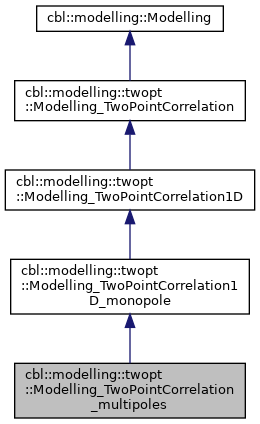 cbl::modelling::Modelling
cbl::modelling::twopt
::Modelling_TwoPointCorrelation
cbl::modelling::twopt
::Modelling_TwoPointCorrelation1D
cbl::modelling::twopt
::Modelling_TwoPointCorrelation1
D_monopole
cbl::modelling::twopt
::Modelling_TwoPointCorrelation
_multipoles